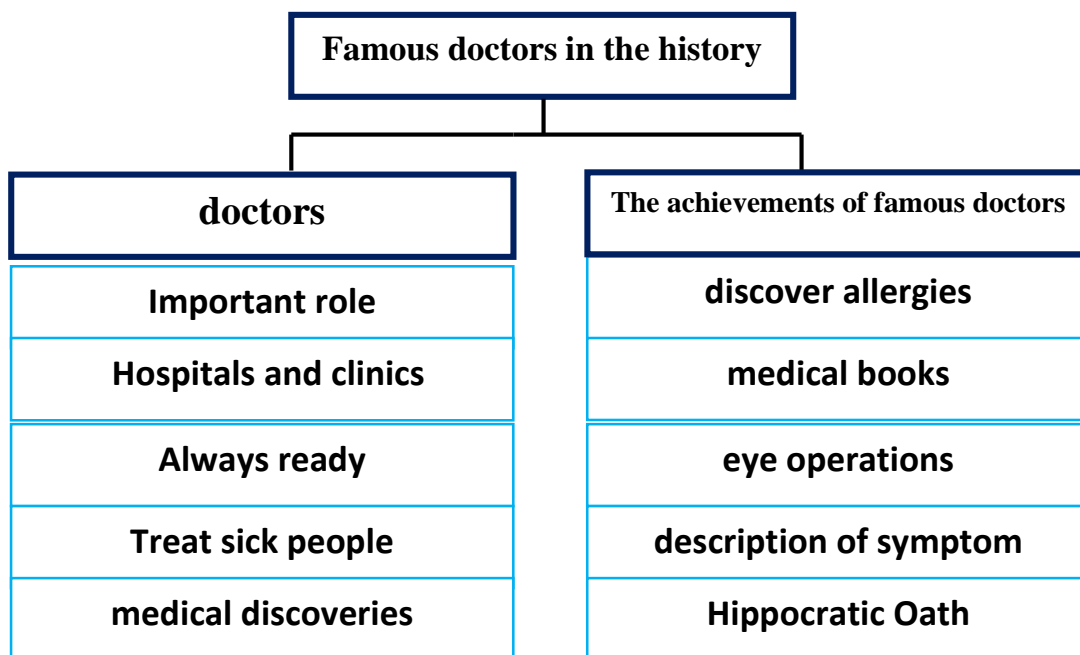 Famous doctors in the history
doctors
Important role
Hospitals and clinics
Always ready
Treat sick people
medical discoveries
The achievements of famous doctors
discover allergies
medical books
eye operations
description of symptom
Hippocratic Oath